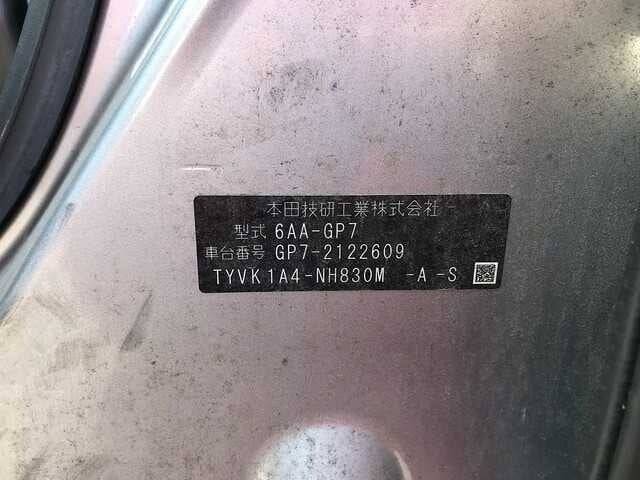 本田技研工業株式会社
型式 6AA-GP7
車台番号 GP7-2122609
TYVK1A4-NH830M -A -S